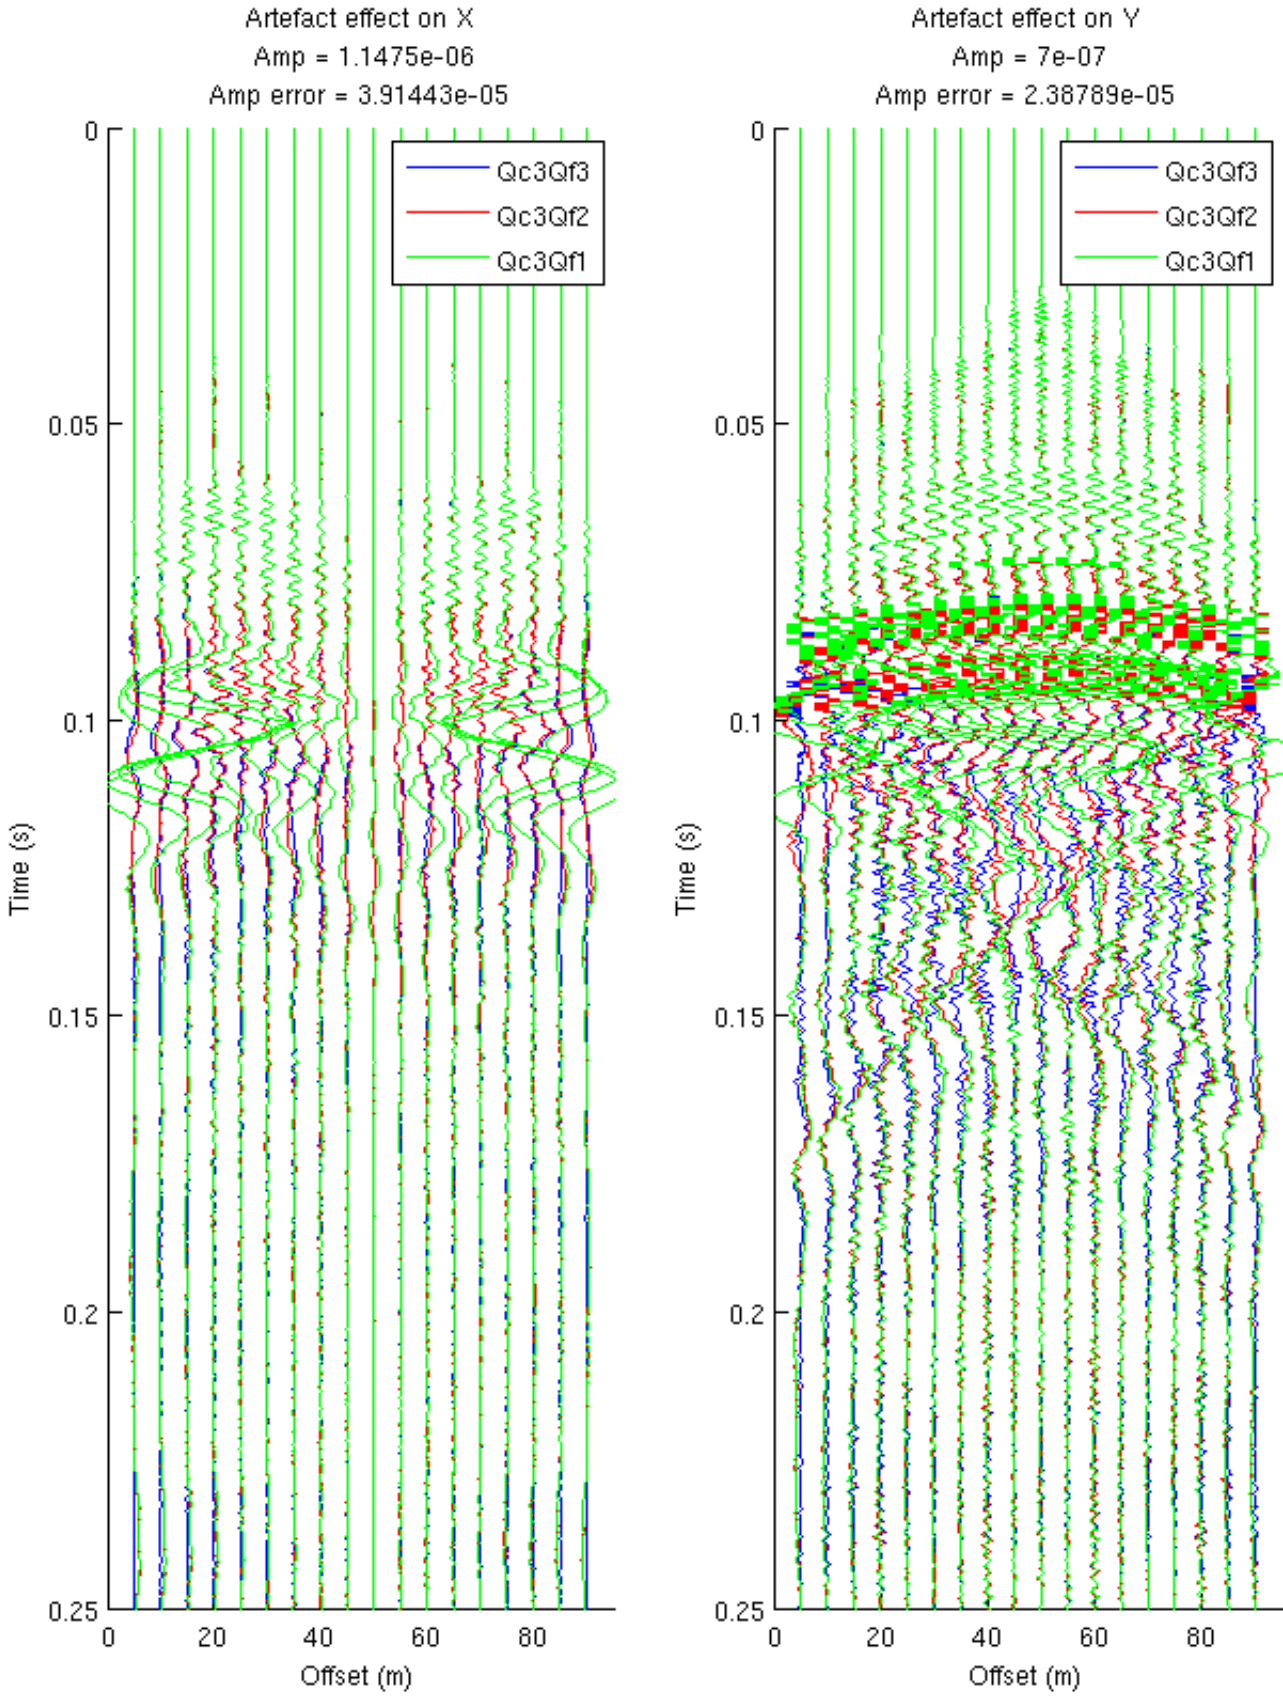 Artefact effect on X
Amp = 1.1475e-06
Amp error = 3.91443e-05
0
0.05
0.1
0.15
0.2
0.25
Time (s)
Qc3Qf3
Qc3Qf2
Qc3Qf1
0 20 40 60 80
Offset (m)
Artefact effect on Y
Amp = 7e-07
Amp error = 2.38789e-05
0
0.05
0.1
0.15
0.2
0.25
Time (s)
Qc3Qf3
Qc3Qf2
Qc3Qf1
0 20 40 60 80
Offset (m)